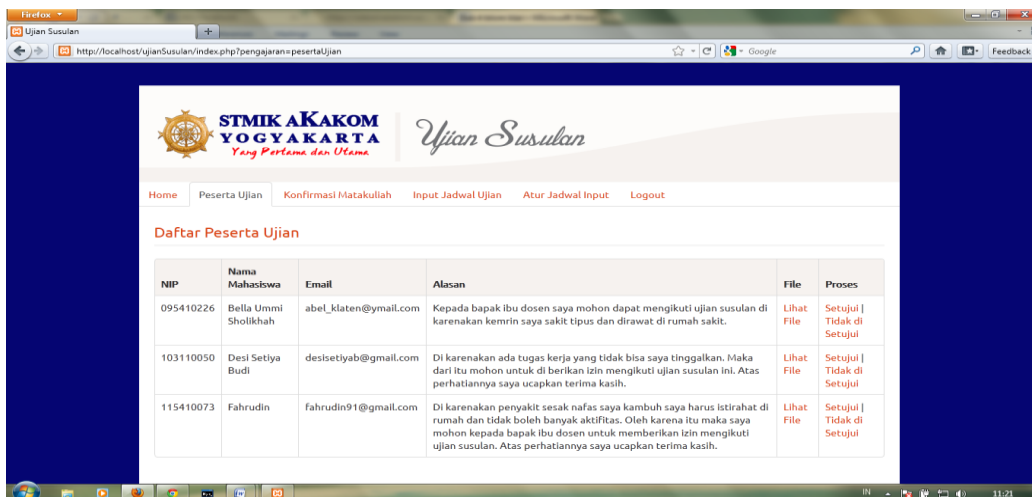 Firefox
Ujian Susulan
http://localhost/ujianSusulan/index.php?pengajaran=pesertaUjian
Google
Feedback
STMIK AKAKOM
YOGYAKARTA
Yang Pertama dan Utama
Ujian Susulan
Home Peserta Ujian Konfirmasi Matakuliah Input Jadwal Ujian Atur Jadwal Input Logout
Daftar Peserta Ujian
NIP Nama Mahasiswa Email Alasan File Proses
095410226 Bella Ummi Sholikhah abel_klaten@ymail.com Kepada bapak ibu dosen saya mohon dapat mengikuti ujian susulan di
karenakan kemrin saya sakit tipus dan dirawat di rumah sakit.
Lihat File Setujui | Tidak di Setujui
103110050 Desi Setiya Budi desisetiyab@gmail.com Di karenakan ada tugas kerja yang tidak bisa saya tinggalkan. Maka
dari itu mohon untuk di berikan izin mengikuti ujian susulan ini. Atas
perhatiannya saya ucapkan terima kasih.
Lihat File Setujui | Tidak di Setujui
115410073 Fahrudin fahrudin91@gmail.com Di karenakan penyakit sesak nafas saya kambuh saya harus istirahat di
rumah dan tidak boleh banyak aktifitas. Oleh karena itu maka saya
mohon kepada bapak ibu dosen untuk memberikan izin mengikuti
ujian susulan. Atas perhatiannya saya ucapkan terima kasih.
Lihat File Setujui | Tidak di Setujui
IN 11:21